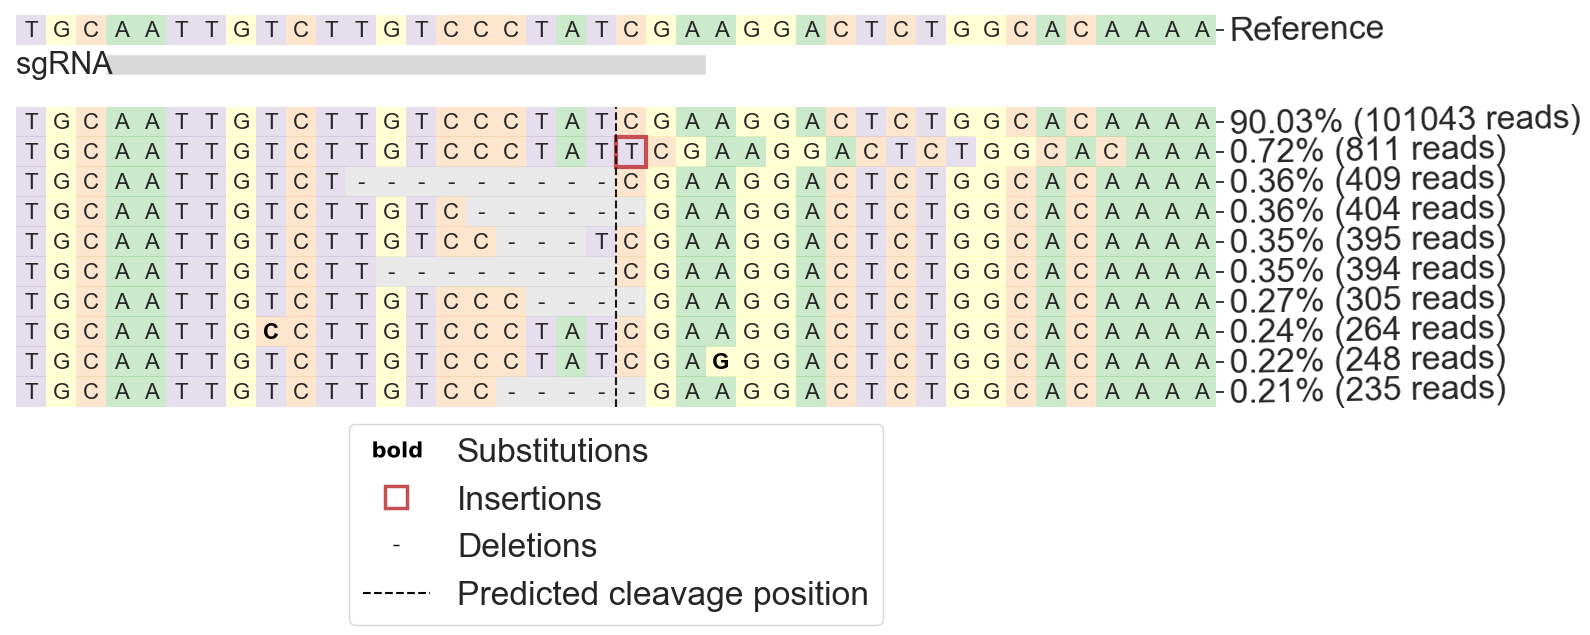 T G C A A T T G T C T T G T C C C T A T C G A A G G A C T C T G G C A C A A A A Reference
sgRNA
T G C A A T T G T C T T G T C C C T A T C G A A G G A C T C T G G C A C A A A A 90.03% (101043 reads)
T G C A A T T G T C T T G T C C C T A T T C G A A G G A C T C T G G C A C A A A 0.72% (811 reads)
T G C A A T T G T C T - - - - - - - - - C G A A G G A C T C T G G C A C A A A A 0.36% (409 reads)
T G C A A T T G T C T T G T C - - - - - - G A A G G A C T C T G G C A C A A A A 0.36% (404 reads)
T G C A A T T G T C T T G T C C - - - T C G A A G G A C T C T G G C A C A A A A 0.35% (395 reads)
T G C A A T T G T C T T - - - - - - - - C G A A G G A C T C T G G C A C A A A A 0.35% (394 reads)
T G C A A T T G T C T T G T C C C - - - - G A A G G A C T C T G G C A C A A A A 0.27% (305 reads)
T G C A A T T G C C T T G T C C C T A T C G A A G G A C T C T G G C A C A A A A 0.24% (264 reads)
T G C A A T T G T C T T G T C C C T A T C G A G G G A C T C T G G C A C A A A A 0.22% (248 reads)
T G C A A T T G T C T T G T C C - - - - - G A A G G A C T C T G G C A C A A A A 0.21% (235 reads)
bold Substitutions
Insertions
- Deletions
Predicted cleavage position